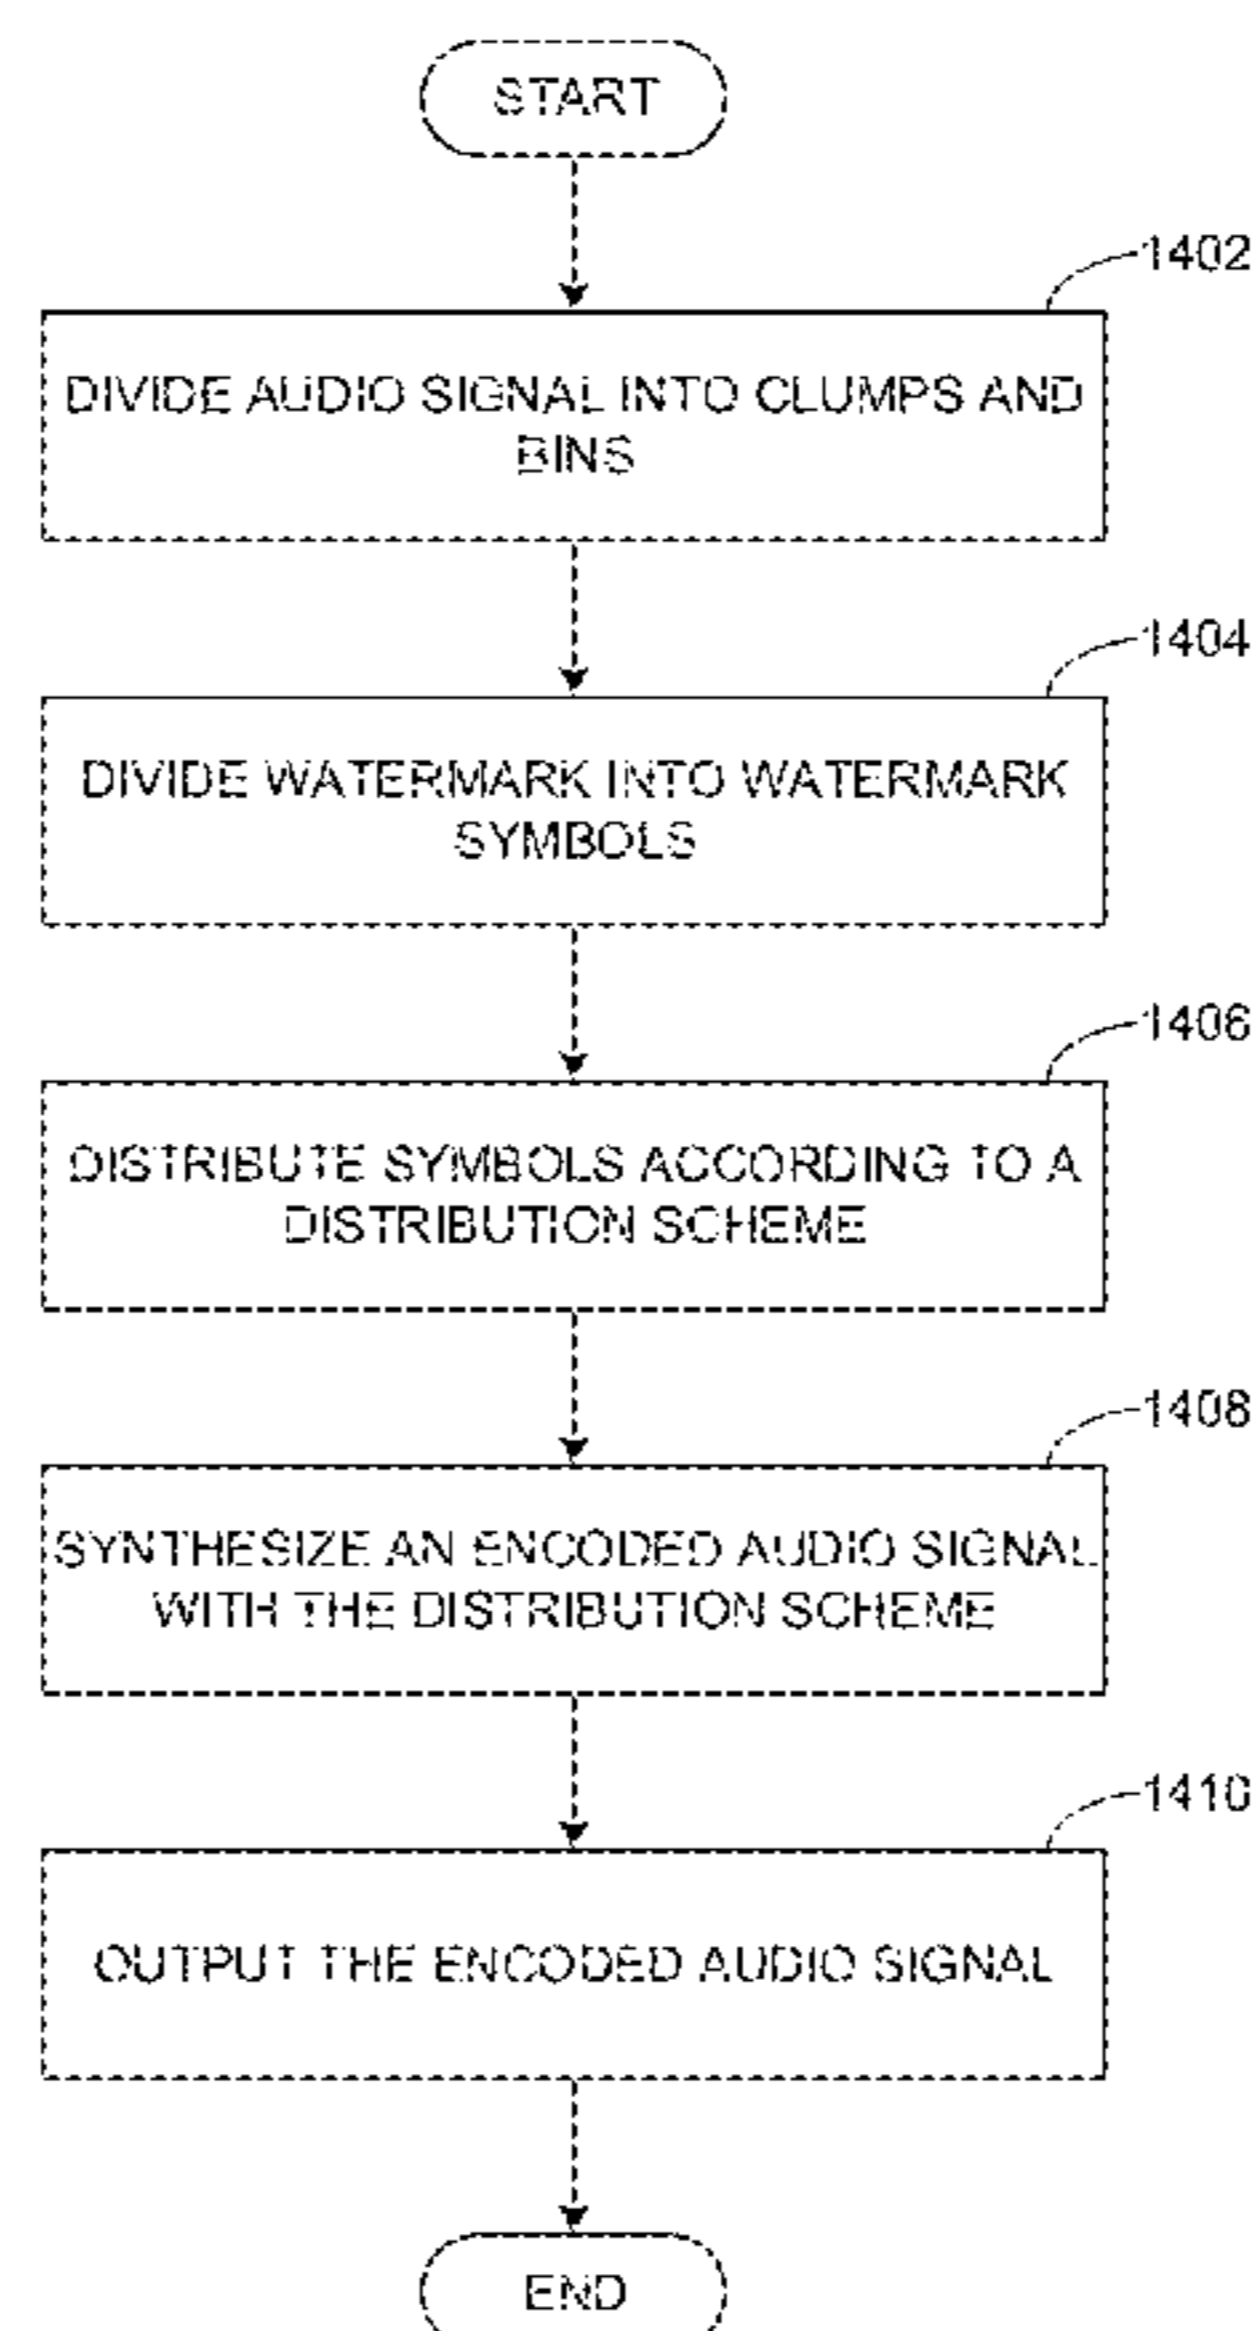 START
1402
DIVIDE AUDIO SIGNAL INTO CLUMPS AND
BINS
1404
DIVIDE WATERMARK INTO WATERMARK
SYMBOLS
1406
DISTRIBUTE SYMBOLS ACCORDING TO A
DISTRIBUTION SCHEME
1408
SYNTHESIZE AN ENCODED AUDIO SIGNAL
WITH THE DISTRIBUTION SCHEME
1410
OUTPUT THE ENCODED AUDIO SIGNAL
END